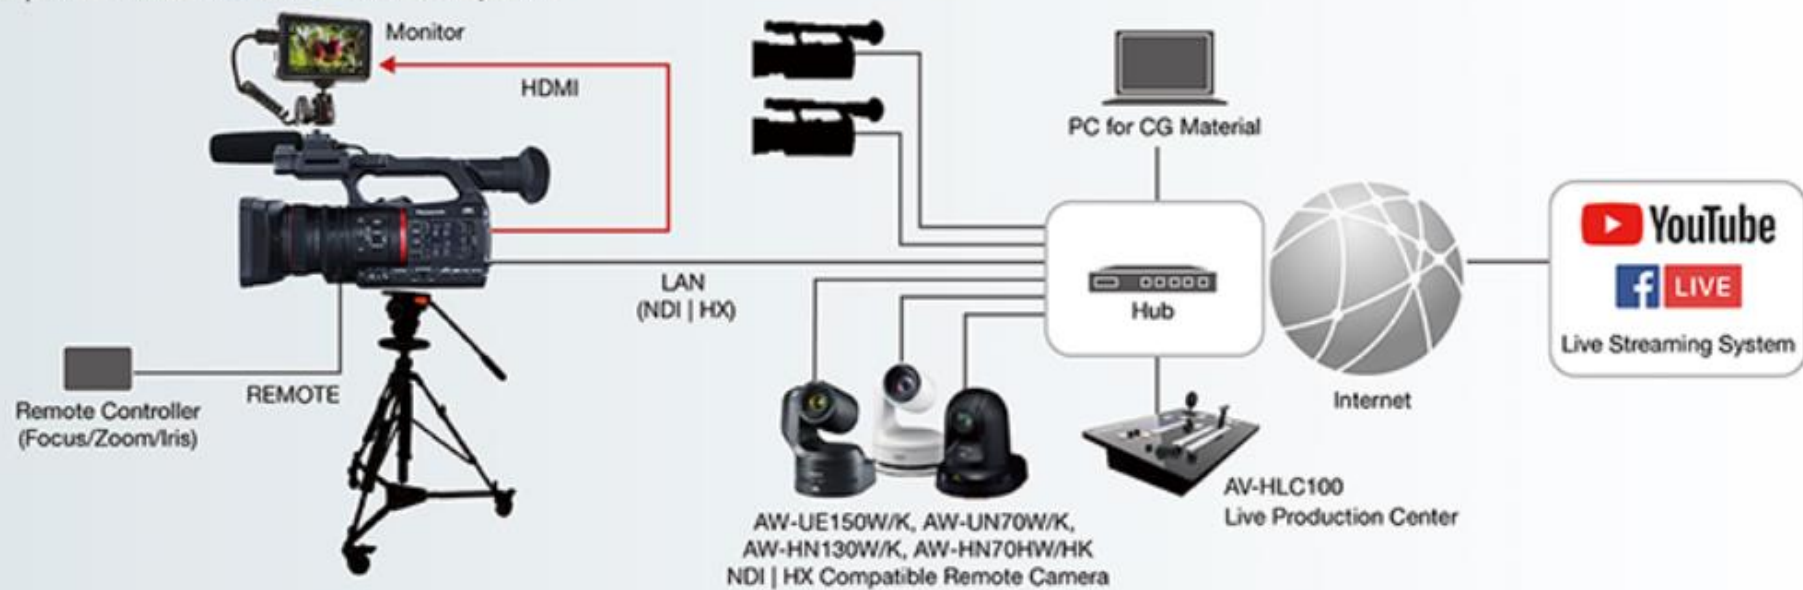 Monitor
HDMI
PC for CG Material
YouTube
f LIVE
LAN
(NDI | HX)
Hub
Live Streaming System
REMOTE
Remote Controller
(Focus/Zoom/Iris)
Internet
AV-HLC100
Live Production Center
AW-UE150W/K, AW-UN70W/K,
AW-HN130W/K, AW-HN70HW/HK
NDI | HX Compatible Remote Camera